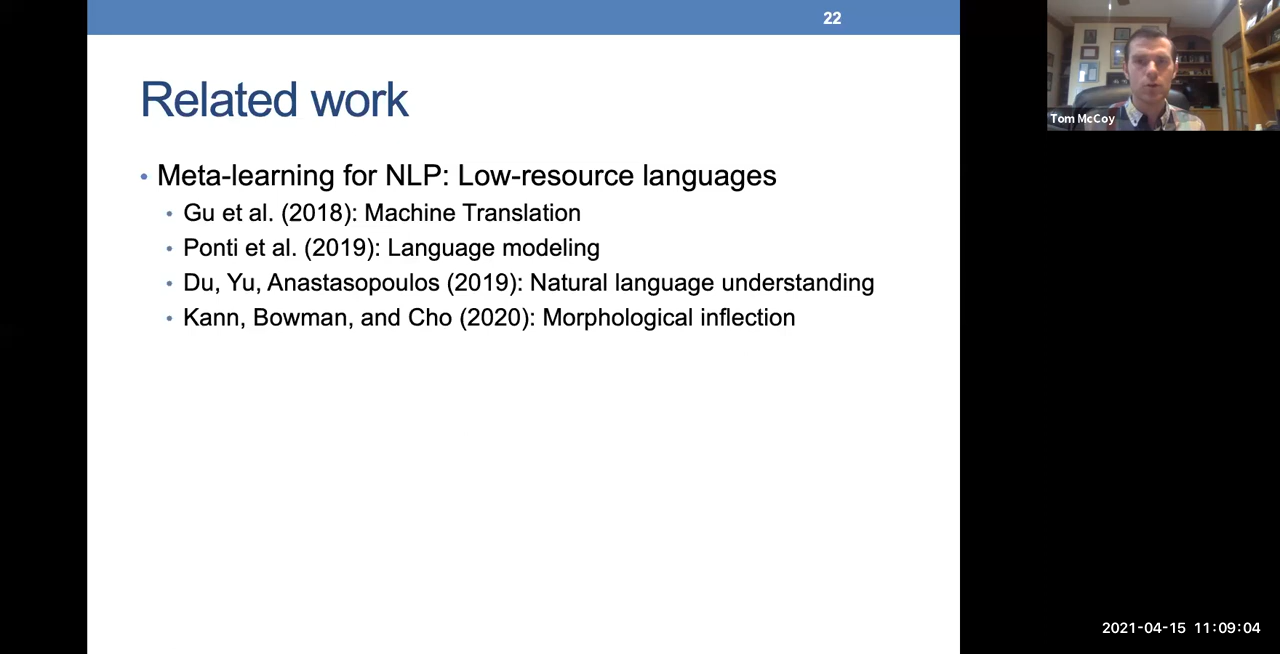 22
Related work
• Meta-learning for NLP: Low-resource languages
• Gu et al. (2018): Machine Translation
• Ponti et al. (2019): Language modeling
• Du, Yu, Anastasopoulos (2019): Natural language understanding
• Kann, Bowman, and Cho (2020): Morphological inflection
Tom McCoy
2021-04-15 11:09:04